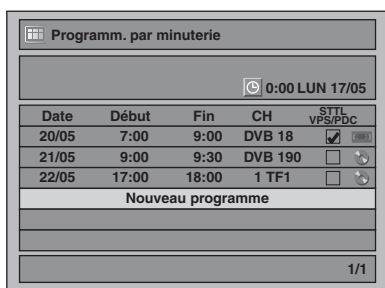 Programm. par minuterie
0:00 LUN 17/05
Date Début Fin CH STTL VPS/PDC
20/05 7:00 9:00 DVB 18
21/05 9:00 9:30 DVB 190
22/05 17:00 18:00 1 TF1
Nouveau programme
1/1